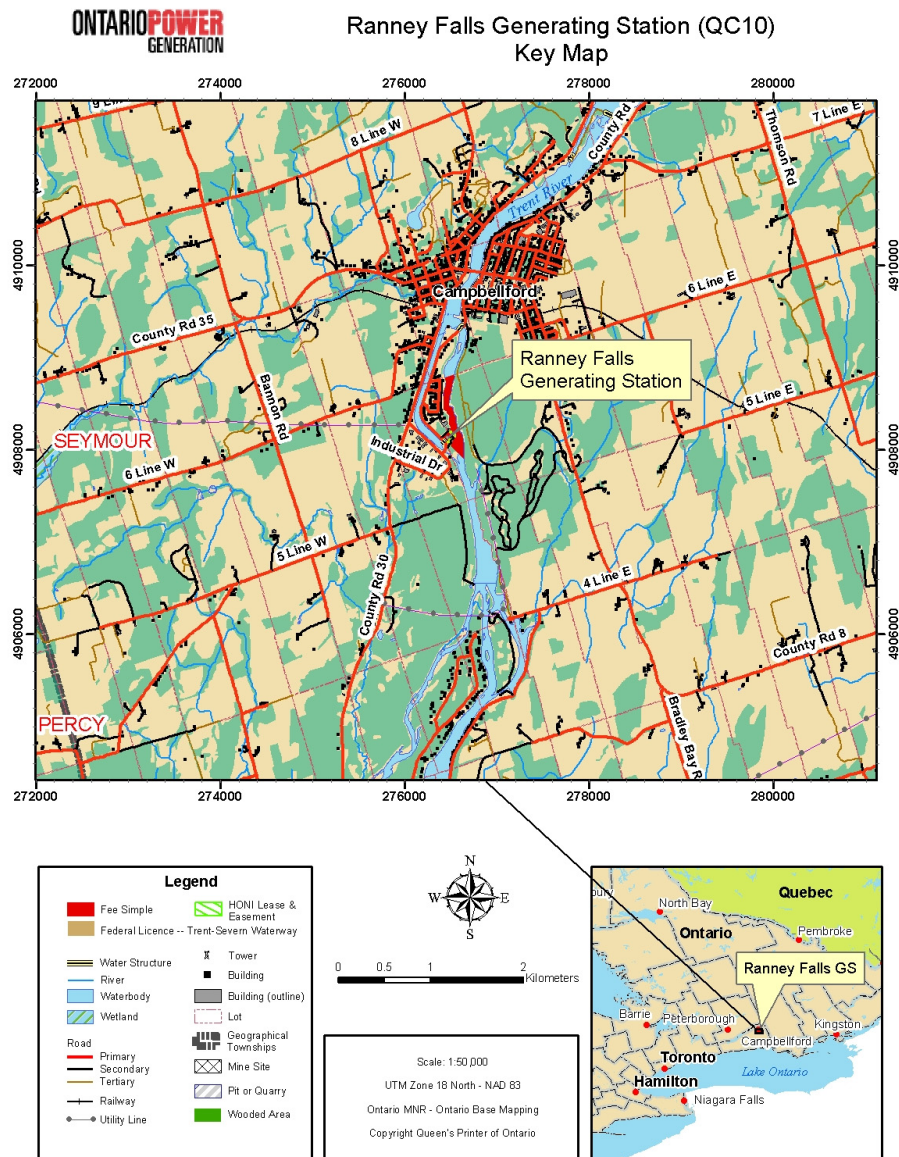 ONTARIOPOWER
GENERATION
Ranney Falls Generating Station (QC10)
Key Map
272000
274000
276000
278000
280000
9 Line
8 Line W
County Rd
Thomson Rd
7 Line E
Trent River
4910000
4910000
Campbellford
6 Line E
County Rd 35
Ranney Falls
Generating Station
Bannon Rd
5 Line E
SEYMOUR
4908000
4908000
Industrial Dr
6 Line W
5 Line W
County Rd 30
4 Line E
4906000
4906000
County Rd 8
PERCY
Bradley Bay R
272000
274000
276000
278000
280000
Legend
Fee Simple
HONI Lease &
Easement
Federal Licence -- Trent-Severn Waterway
Water Structure
River
Waterbody
Wetland
Road
Primary
Secondary
Tertiary
Railway
Utility Line
Tower
Building
Building (outline)
Lot
Geographical
Townships
Mine Site
Pit or Quarry
Wooded Area
N
W
E
S
0
0.5
1
2
Kilometers
Scale: 1:50,000
UTM Zone 18 North - NAD 83
Ontario MNR - Ontario Base Mapping
Copyright Queen's Printer of Ontario
bury
North Bay
Quebec
Ontario
Pembroke
Ranney Falls GS
Barrie
Peterborough
Kingston
Campbellford
Toronto
Lake Ontario
Hamilton
Niagara Falls